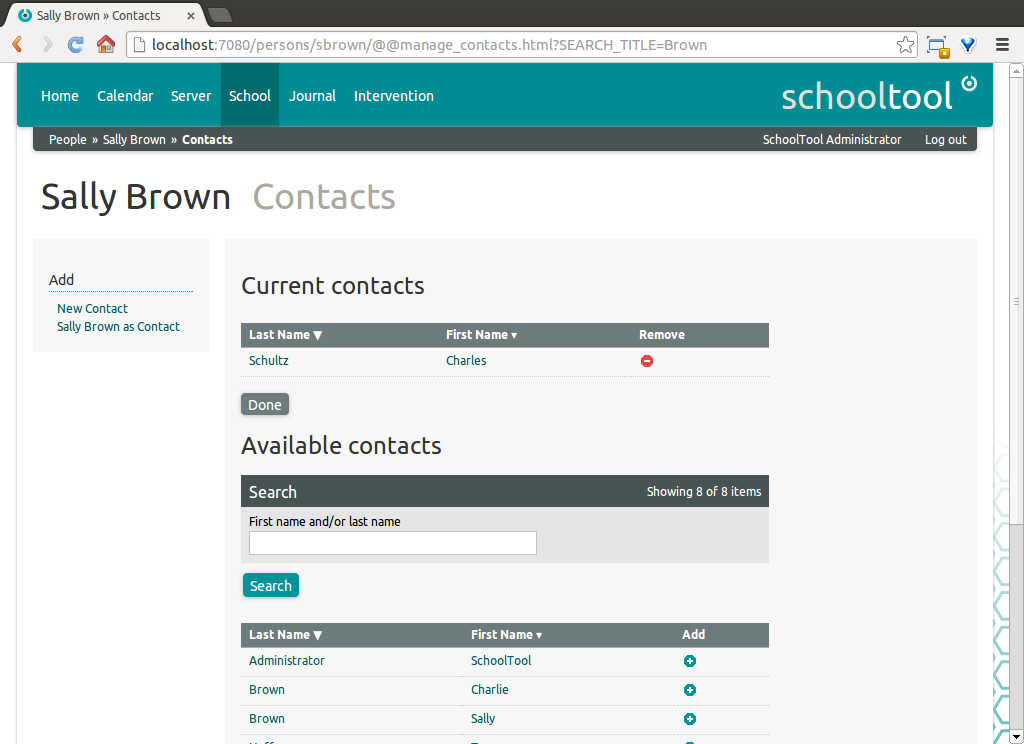 Sally Brown » Contacts
localhost:7080/persons/sbrown/@@manage_contacts.html?SEARCH_TITLE=Brown
Home Calendar Server School Journal Intervention schooltool
People » Sally Brown » Contacts SchoolTool Administrator Log out
Sally Brown Contacts
Add
New Contact
Sally Brown as Contact
Current contacts
Last Name ▼ First Name ▾ Remove
Schultz Charles
Done
Available contacts
Search Showing 8 of 8 items
First name and/or last name
Search
Last Name ▼ First Name ▾ Add
Administrator SchoolTool
Brown Charlie
Brown Sally